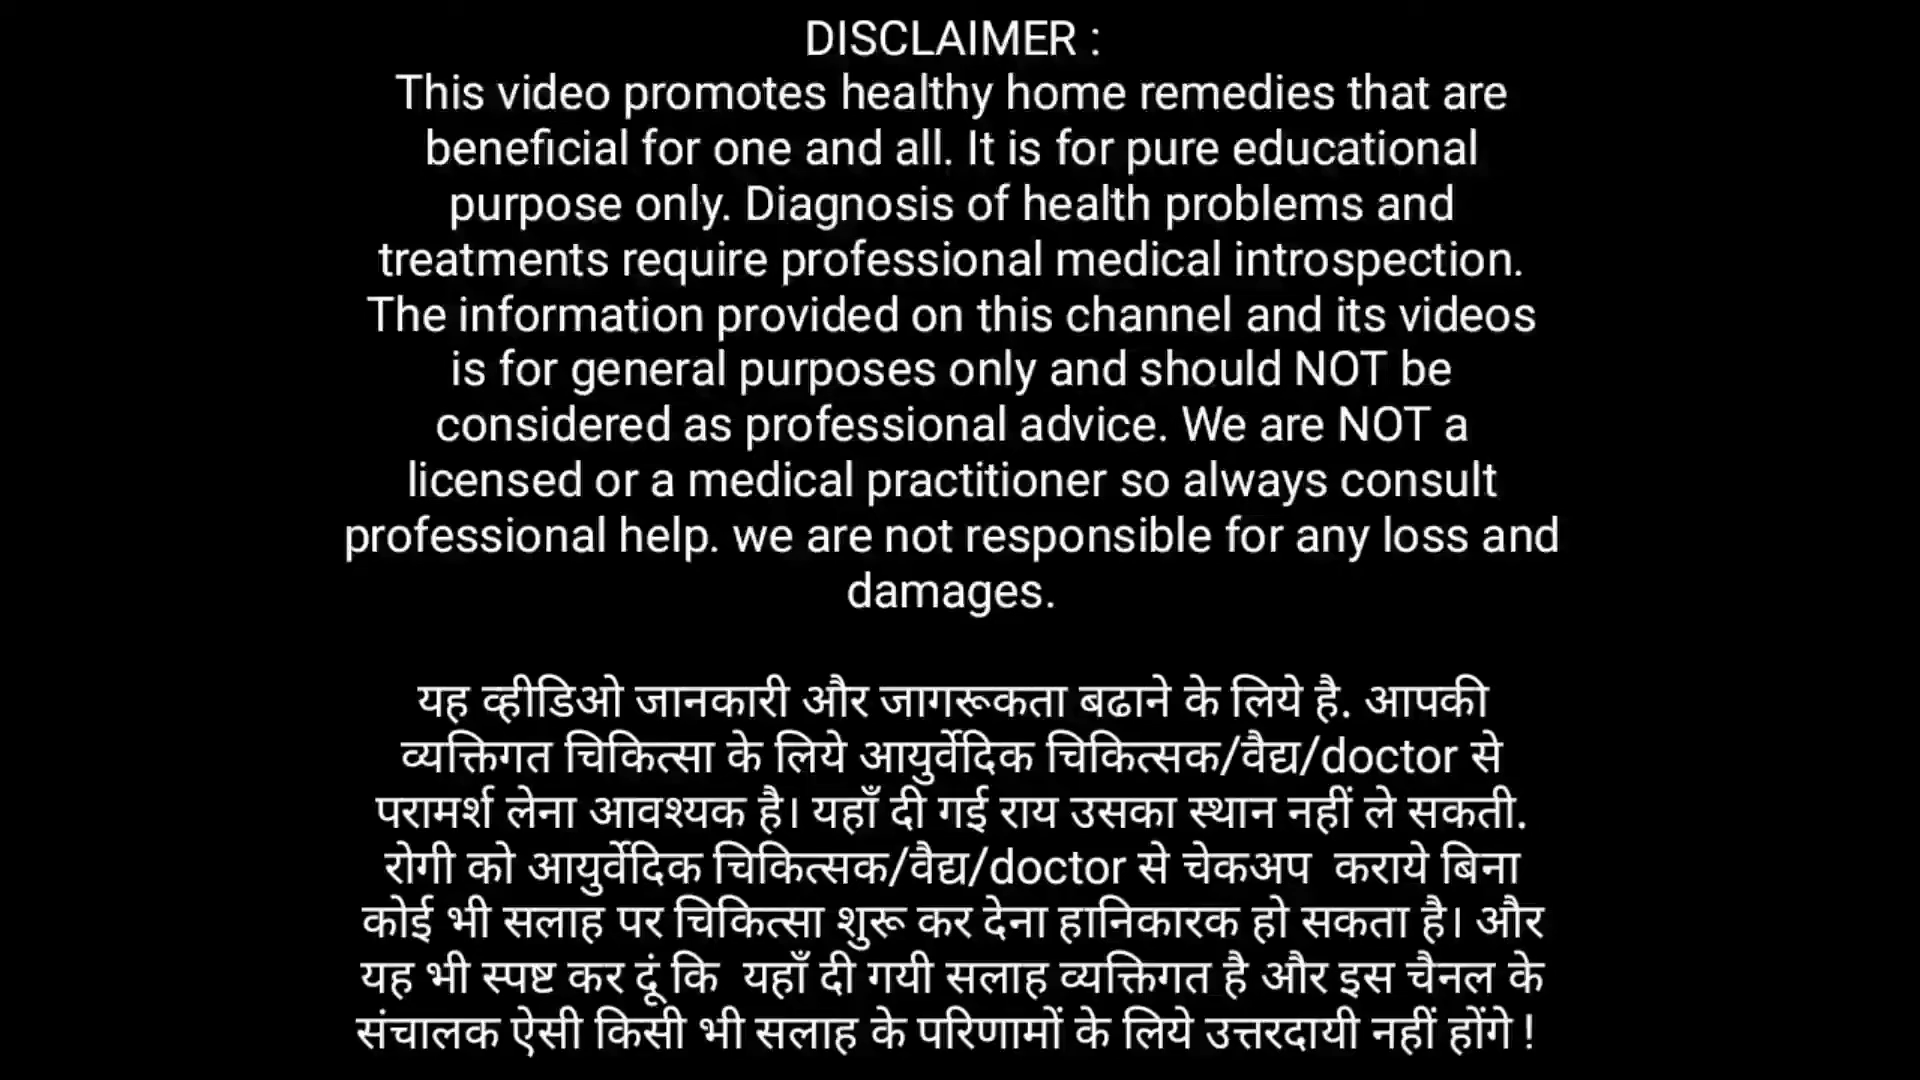 DISCLAIMER :
This video promotes healthy home remedies that are
beneficial for one and all. It is for pure educational
purpose only. Diagnosis of health problems and
treatments require professional medical introspection.
The information provided on this channel and its videos
is for general purposes only and should NOT be
considered as professional advice. We are NOT a
licensed or a medical practitioner so always consult
professional help. we are not responsible for any loss and
damages.
यह व्हीडिओ जानकारी और जागरूकता बढाने के लिये है. आपकी
व्यक्तिगत चिकित्सा के लिये आयुर्वेदिक चिकित्सक/वैद्य/doctor से
परामर्श लेना आवश्यक है। यहाँ दी गई राय उसका स्थान नहीं ले सकती.
रोगी को आयुर्वेदिक चिकित्सक/वैद्य/doctor से चेकअप  कराये बिना
कोई भी सलाह पर चिकित्सा शुरू कर देना हानिकारक हो सकता है। और
यह भी स्पष्ट कर दूं कि  यहाँ दी गयी सलाह व्यक्तिगत है और इस चैनल के
संचालक ऐसी किसी भी सलाह के परिणामों के लिये उत्तरदायी नहीं होंगे !